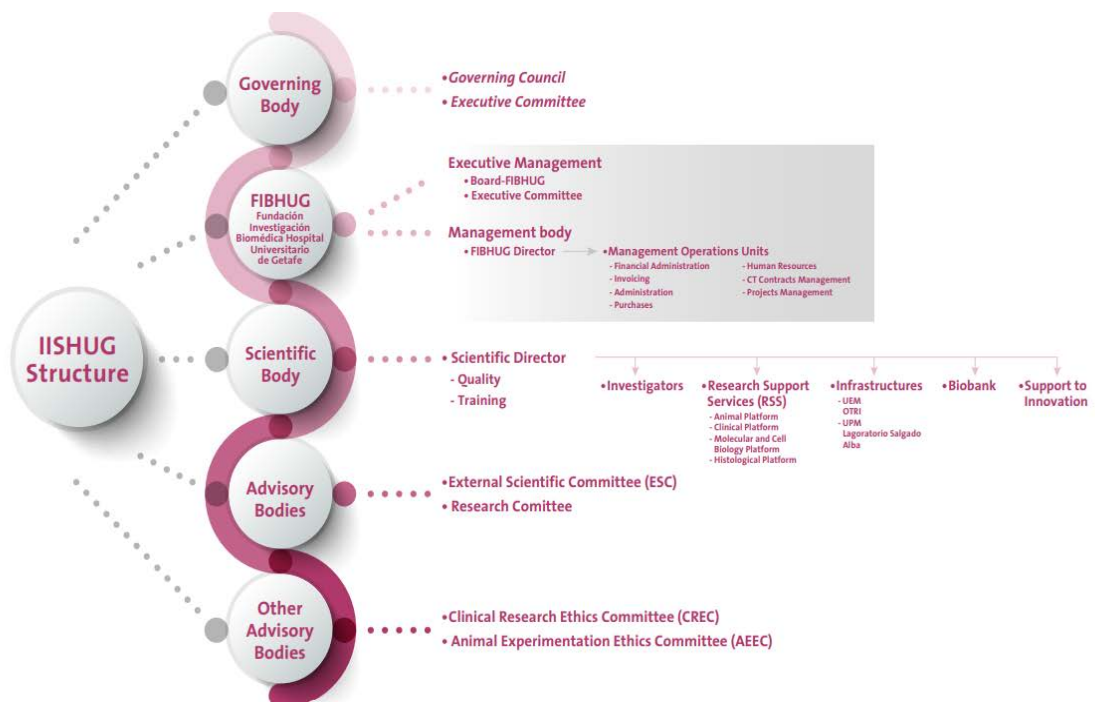 IISHUG
Structure
Governing
Body
•Governing Council
• Executive Committee
FIBHUG
Fundación
Investigación
Biomédica Hospital
Universitario
de Getafe
Executive Management
• Board-FIBHUG
• Executive Committee
Management body
• FIBHUG Director
•Management Operations Units
- Financial Administration
- Invoicing
- Administration
- Purchases
- Human Resources
- CT Contracts Management
- Projects Management
Scientific
Body
• Scientific Director
- Quality
- Training
•Investigators
•Research Support
Services (RSS)
- Animal Platform
- Clinical Platform
- Molecular and Cell
Biology Platform
- Histological Platform
•Infrastructures
- UEM
OTRI
- UPM
Lagoratorio Salgado
Alba
•Biobank
•Support to
Innovation
Advisory
Bodies
•External Scientific Committee (ESC)
• Research Comittee
Other
Advisory
Bodies
•Clinical Research Ethics Committee (CREC)
• Animal Experimentation Ethics Committee (AEEC)